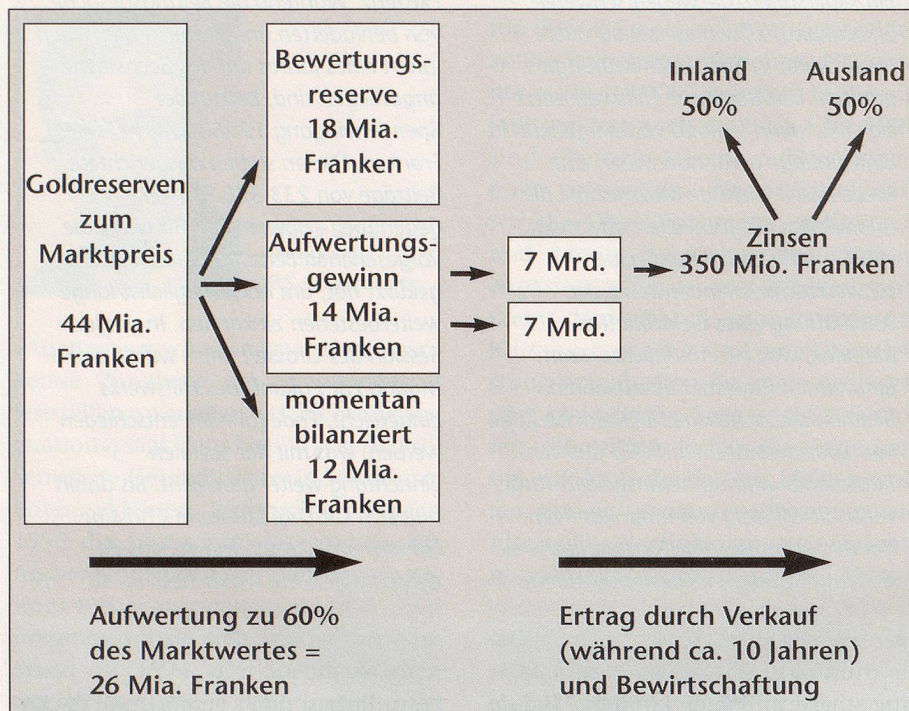 Goldreserven
zum
Marktpreis
44 Mia.
Franken
Bewertungs-
reserve
18 Mia.
Franken
Aufwertungs-
gewinn
14 Mia.
Franken
momentan
bilanziert
12 Mia.
Franken
7 Mrd.
7 Mrd.
Zinsen
350 Mio. Franken
Inland
50%
Ausland
50%
Aufwertung zu 60%
des Marktwertes =
26 Mia. Franken
Ertrag durch Verkauf
(während ca. 10 Jahren)
und Bewirtschaftung